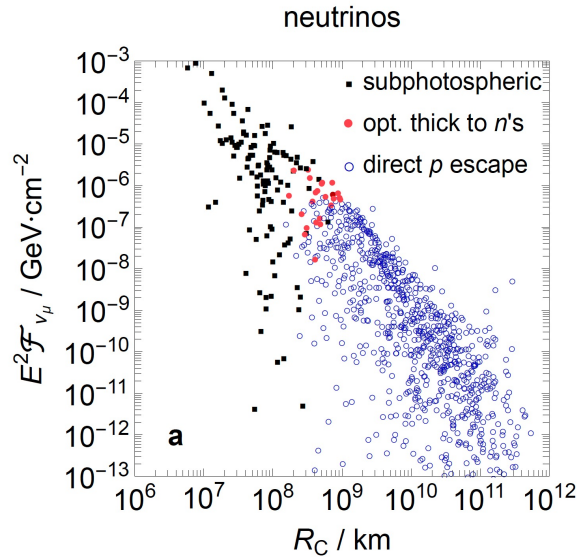 neutrinos
10^-3
10^-4
10^-5
10^-6
10^-7
10^-8
10^-9
10^-10
10^-11
10^-12
10^-13
E^2 ℱ_ν_μ / GeV·cm^-2
■ subphotospheric
● opt. thick to n's
○ direct p escape
a
10^6 10^7 10^8 10^9 10^10 10^11 10^12
R_C / km